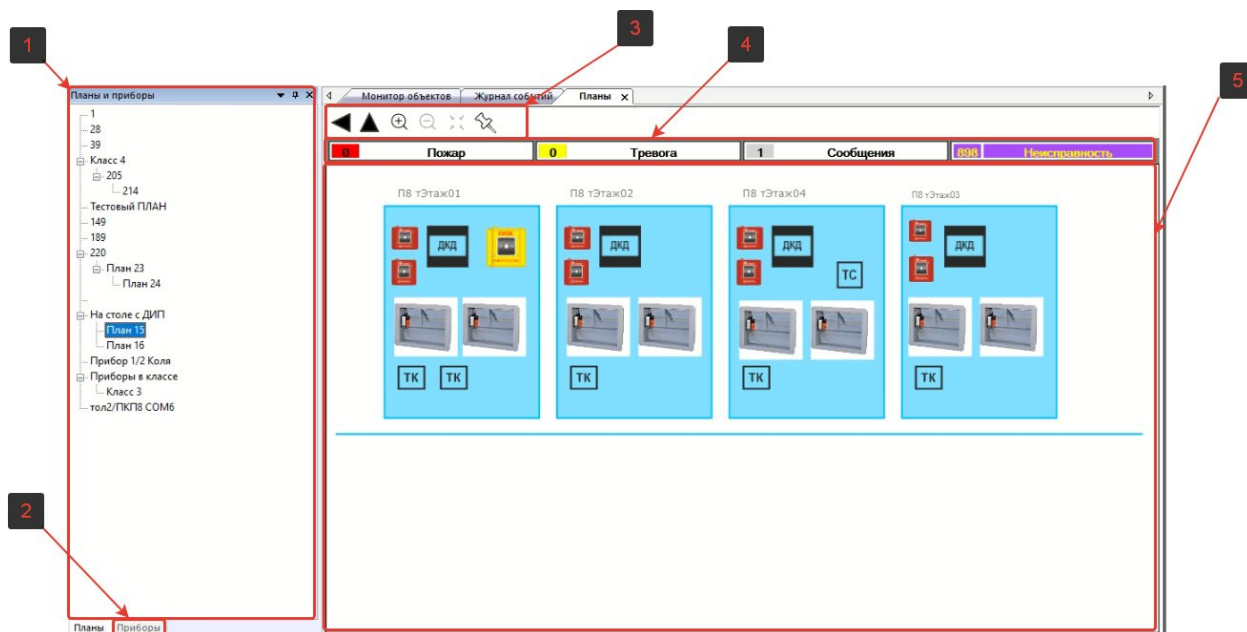 3
4
1
5
Планы и приборы
Монитор объектов Журнал событий Планы x
1
28
39
Класс 4
205
214
Тестовый ПЛАН
149
189
220
План 23
План 24
На столе с ДИП
План 15
План 16
Прибор 1/2 Коля
Приборы в классе
Класс 3
тол2/ПКП8 COM6
0 Пожар 0 Тревога 1 Сообщения 896 Неисправность
П8 тЭтаж01 П8 тЭтаж02 П8 тЭтаж04 П8 тЭтаж03
ДКД ДКД ДКД ДКД
ТС
ТК ТК ТК ТК ТК
2
Планы Приборы